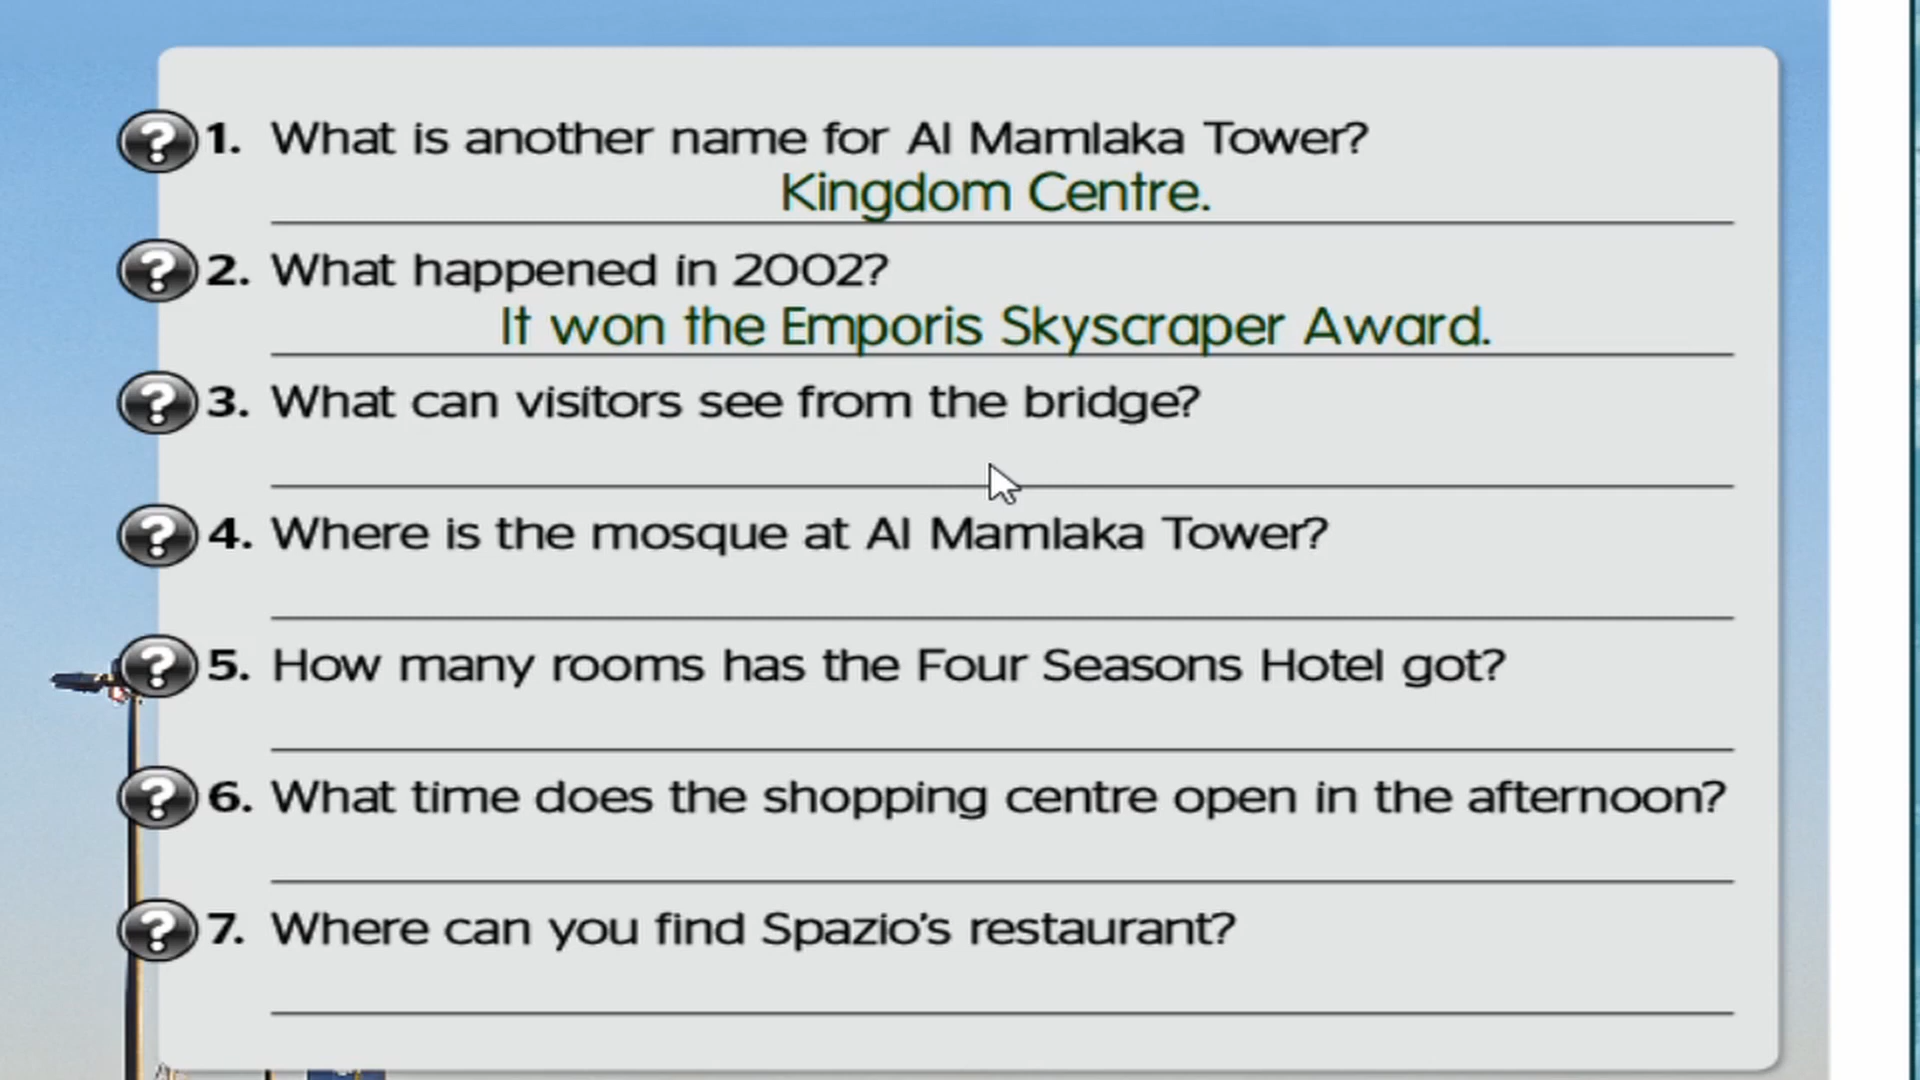 1. What is another name for Al Mamlaka Tower?
Kingdom Centre.
2. What happened in 2002?
It won the Emporis Skyscraper Award.
3. What can visitors see from the bridge?
4. Where is the mosque at Al Mamlaka Tower?
5. How many rooms has the Four Seasons Hotel got?
6. What time does the shopping centre open in the afternoon?
7. Where can you find Spazio's restaurant?